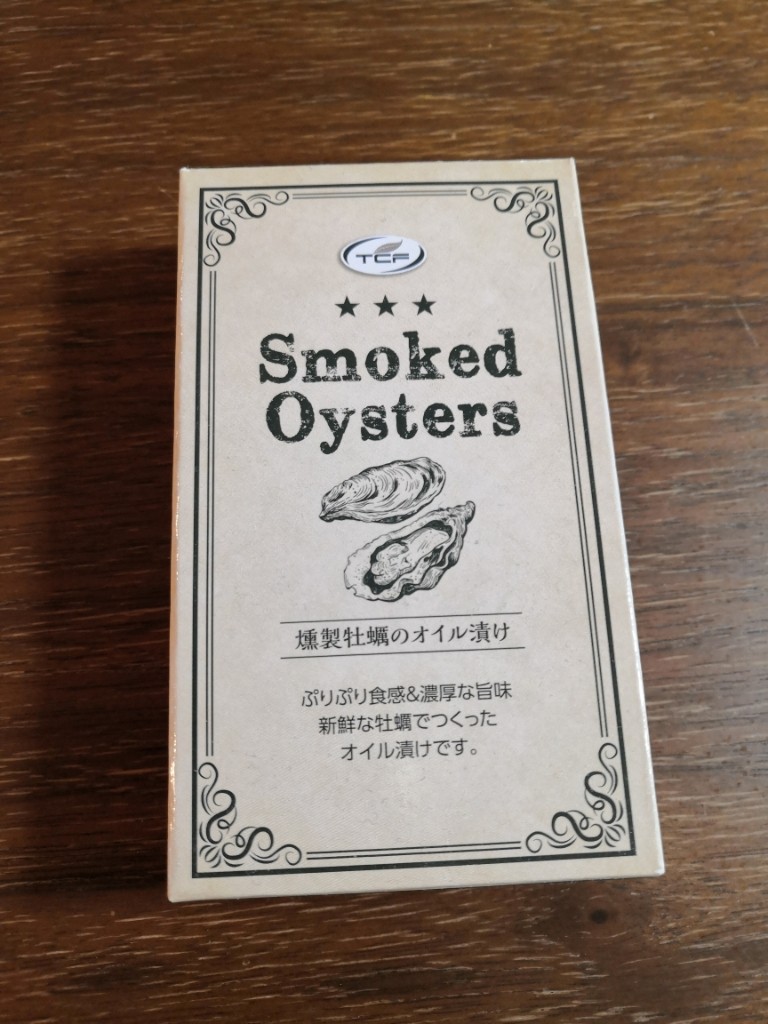 TCF
★★★
Smoked
Oysters
燻製牡蠣のオイル漬け
ぷりぷり食感&濃厚な旨味
新鮮な牡蠣でつくった
オイル漬けです。